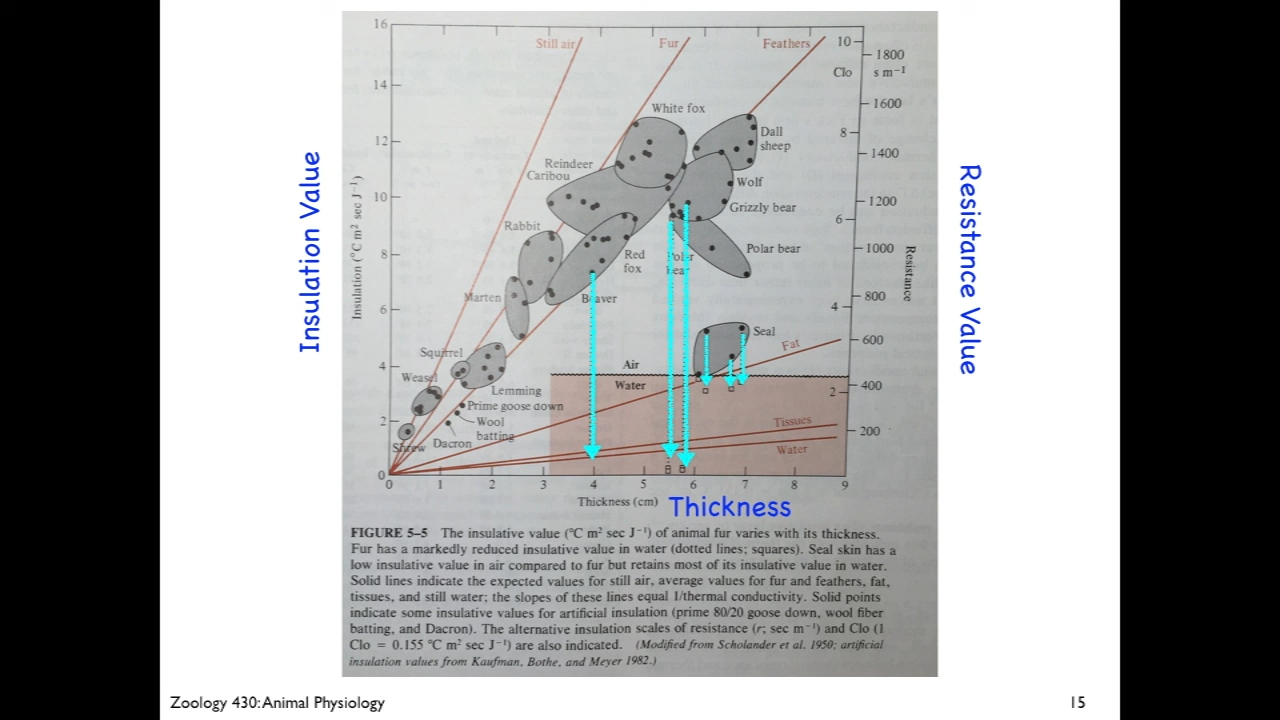 16
Still air
Fur
Feathers
10
1800
Clo
s m⁻¹
14
1600
White fox
12
8
Dall
sheep
1400
Reindeer
Caribou
Wolf
10
1200
Grizzly bear
6
Rabbit
Red
fox
Polar
bear
Polar bear
8
1000
Insulation Value
Insulation (°C m² sec J⁻¹)
Resistance
Resistance Value
Marten
Beaver
800
6
4
Seal
600
Squirrel
Air
Fat
4
Water
400
Weasel
Lemming
2
Prime goose down
Wool
batting
Tissues
2
200
Shrew
Dacron
Water
0
0 1 2 3 4 5 6 7 8 9
Thickness (cm)
Thickness
FIGURE 5–5 The insulative value (°C m² sec J⁻¹) of animal fur varies with its thickness.
Fur has a markedly reduced insulative value in water (dotted lines; squares). Seal skin has a
low insulative value in air compared to fur but retains most of its insulative value in water.
Solid lines indicate the expected values for still air, average values for fur and feathers, fat,
tissues, and still water; the slopes of these lines equal 1/thermal conductivity. Solid points
indicate some insulative values for artificial insulation (prime 80/20 goose down, wool fiber
batting, and Dacron). The alternative insulation scales of resistance (r; sec m⁻¹) and Clo (1
Clo = 0.155 °C m² sec J⁻¹) are also indicated. (Modified from Scholander et al. 1950; artificial
insulation values from Kaufman, Bothe, and Meyer 1982.)
Zoology 430: Animal Physiology
15